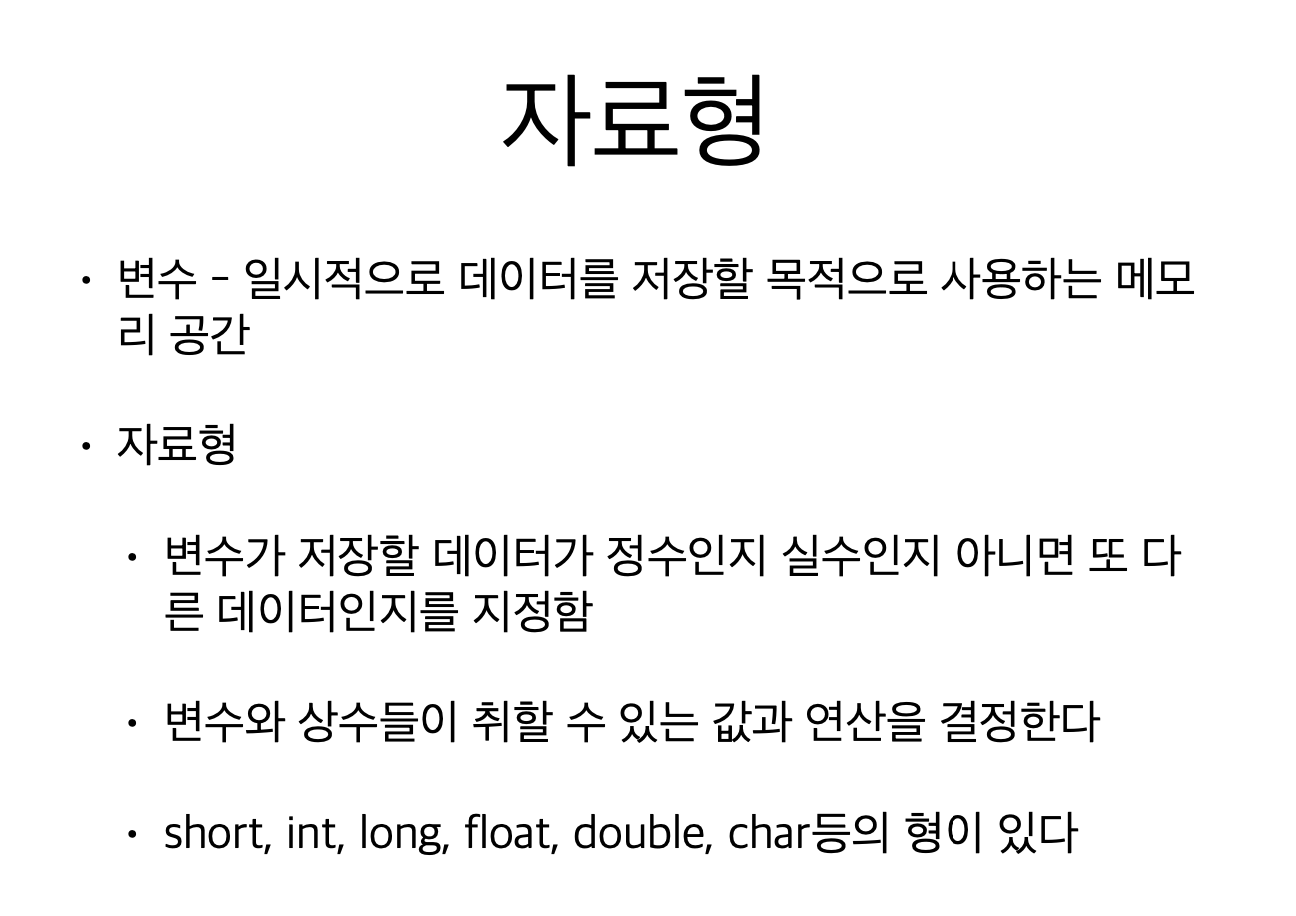 자료형
• 변수 – 일시적으로 데이터를 저장할 목적으로 사용하는 메모
리 공간
• 자료형
• 변수가 저장할 데이터가 정수인지 실수인지 아니면 또 다
른 데이터인지를 지정함
• 변수와 상수들이 취할 수 있는 값과 연산을 결정한다
• short, int, long, float, double, char등의 형이 있다